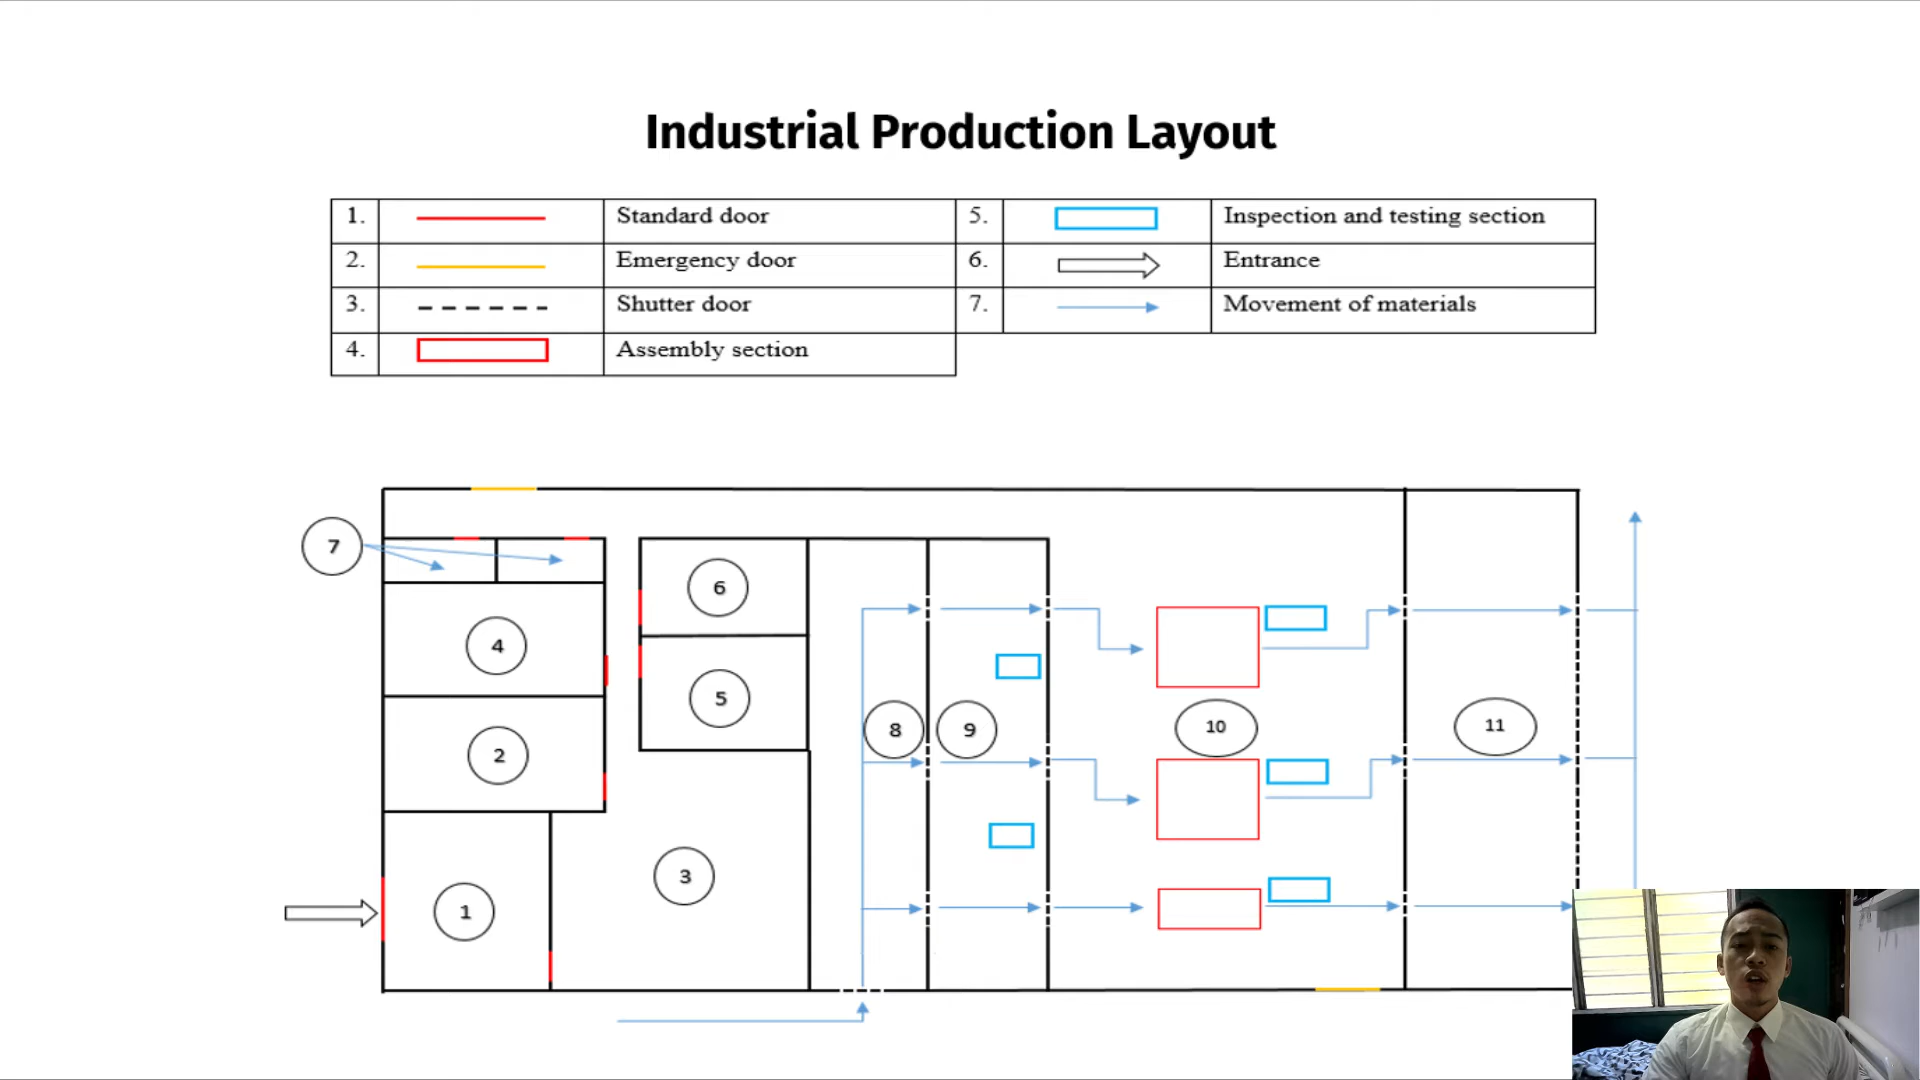 Industrial Production Layout
1. Standard door 5. Inspection and testing section
2. Emergency door 6. Entrance
3. Shutter door 7. Movement of materials
4. Assembly section
7
6
4
5
8 9 10 11
2
3
1